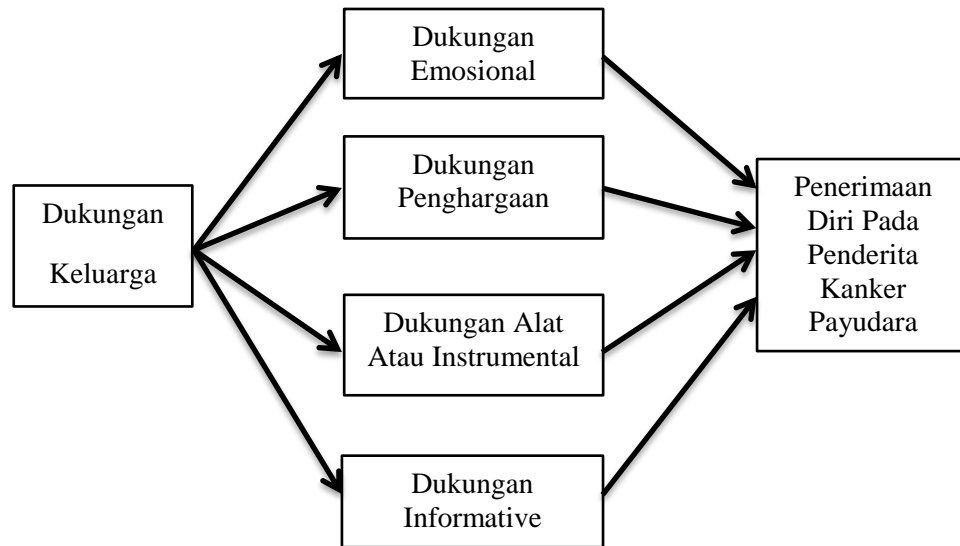 Dukungan
Keluarga
Dukungan
Emosional
Dukungan
Penghargaan
Dukungan Alat
Atau Instrumental
Dukungan
Informative
Penerimaan
Diri Pada
Penderita
Kanker
Payudara